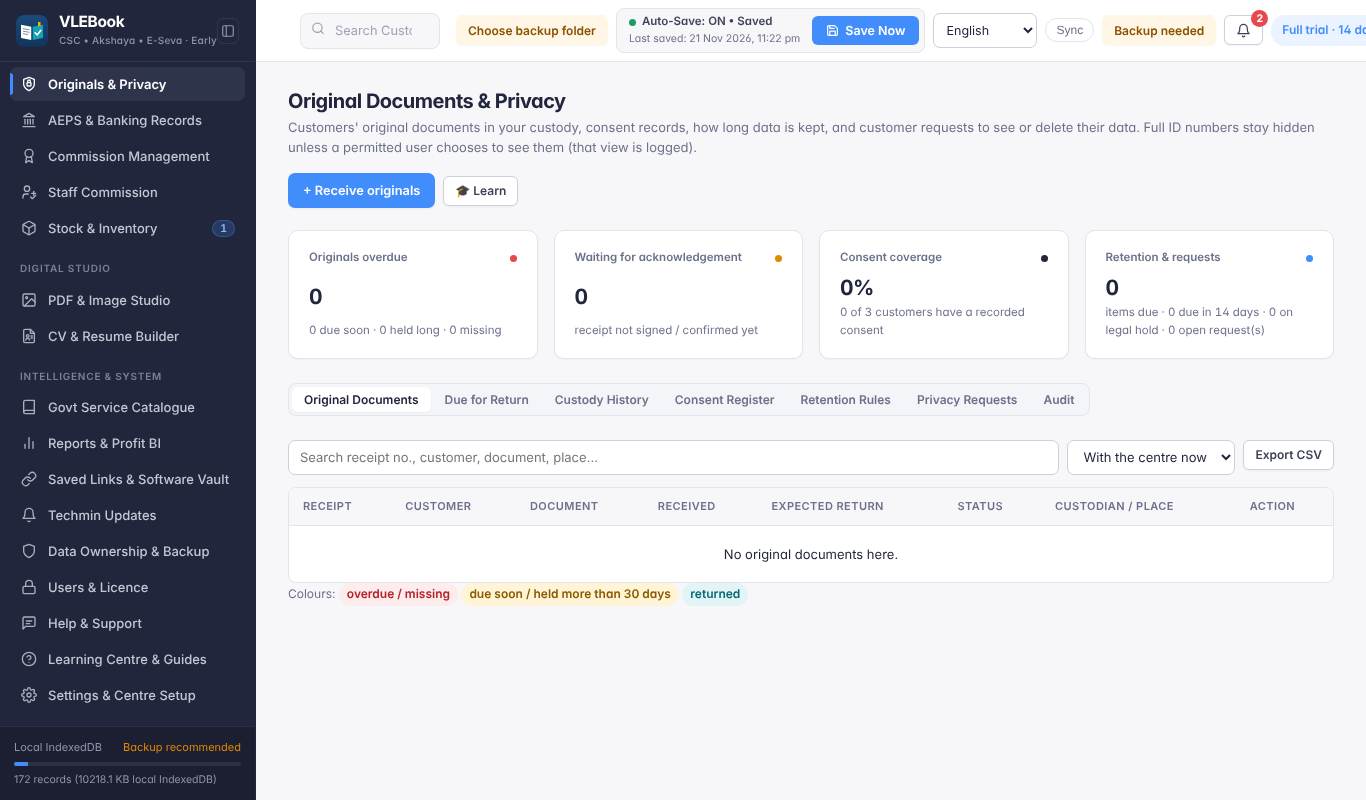 VLEBook
CSC • Akshaya • E-Seva · Early
Originals & Privacy
AEPS & Banking Records
Commission Management
Staff Commission
Stock & Inventory 1
DIGITAL STUDIO
PDF & Image Studio
CV & Resume Builder
INTELLIGENCE & SYSTEM
Govt Service Catalogue
Reports & Profit BI
Saved Links & Software Vault
Techmin Updates
Data Ownership & Backup
Users & Licence
Help & Support
Learning Centre & Guides
Settings & Centre Setup
Local IndexedDB Backup recommended
172 records (10218.1 KB local IndexedDB)
Search Custo
Choose backup folder
Auto-Save: ON • Saved
Last saved: 21 Nov 2026, 11:22 pm
Save Now
English
Sync
Backup needed
2
Full trial · 14 da
Original Documents & Privacy
Customers' original documents in your custody, consent records, how long data is kept, and customer requests to see or delete their data. Full ID numbers stay hidden
unless a permitted user chooses to see them (that view is logged).
+ Receive originals
Learn
Originals overdue
0
0 due soon · 0 held long · 0 missing
Waiting for acknowledgement
0
receipt not signed / confirmed yet
Consent coverage
0%
0 of 3 customers have a recorded
consent
Retention & requests
0
items due · 0 due in 14 days · 0 on
legal hold · 0 open request(s)
Original Documents Due for Return Custody History Consent Register Retention Rules Privacy Requests Audit
Search receipt no., customer, document, place...
With the centre now
Export CSV
RECEIPT CUSTOMER DOCUMENT RECEIVED EXPECTED RETURN STATUS CUSTODIAN / PLACE ACTION
No original documents here.
Colours: overdue / missing due soon / held more than 30 days returned